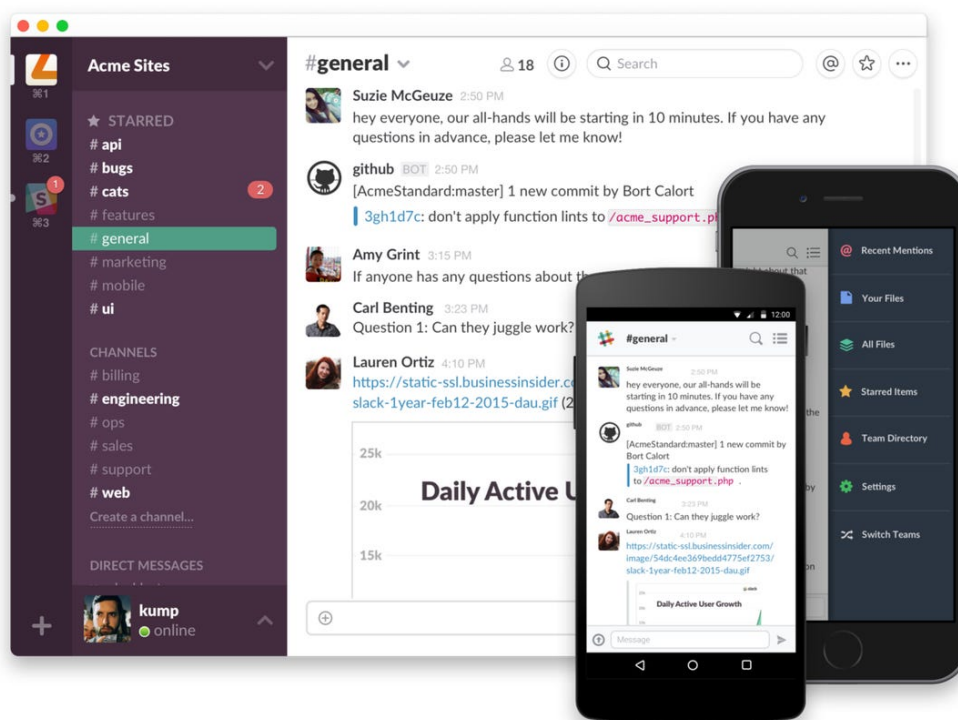 Acme Sites
⌘1
⌘2
1
⌘3
★ STARRED
# api
# bugs
# cats 2
# features
# general
# marketing
# mobile
# ui
CHANNELS
# billing
# engineering
# ops
# sales
# support
# web
Create a channel...
DIRECT MESSAGES
kump
online
#general
18
Search
Suzie McGeuze 2:50 PM
hey everyone, our all-hands will be starting in 10 minutes. If you have any
questions in advance, please let me know!
github BOT 2:50 PM
[AcmeStandard:master] 1 new commit by Bort Calort
3gh1d7c: don't apply function lints to /acme_support.ph
Amy Grint 3:15 PM
If anyone has any questions about
Carl Benting 3:23 PM
Question 1: Can they juggle work?
Lauren Ortiz 4:10 PM
https://static-ssl.businessinsider.c
slack-1year-feb12-2015-dau.gif (2
25k
Daily Active
20k
15k
12:00
#general
Suzie McGeuze 2:50 PM
hey everyone, our all-hands will be
starting in 10 minutes. If you have any
questions in advance, please let me know!
github BOT 2:50 PM
[AcmeStandard:master] 1 new commit by
Bort Calort
3gh1d7c: don't apply function lints
to /acme_support.php .
Carl Benting 3:23 PM
Question 1: Can they juggle work?
Lauren Ortiz 4:10 PM
https://static-ssl.businessinsider.com/
image/54dc4ee369bedd4775ef2753/
slack-1year-feb12-2015-dau.gif
Daily Active User Growth
Message
about that
the
by
on
Recent Mentions
Your Files
All Files
Starred Items
Team Directory
Settings
Switch Teams